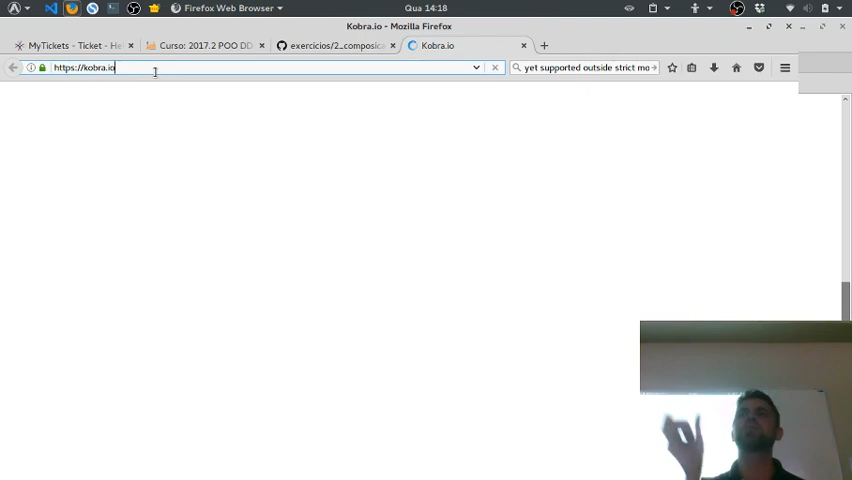 Firefox Web Browser
Qua 14:18
Kobra.io - Mozilla Firefox
MyTickets - Ticket - He
Curso: 2017.2 POO DD
exercicios/2_composica
Kobra.io
https://kobra.io
yet supported outside strict mo